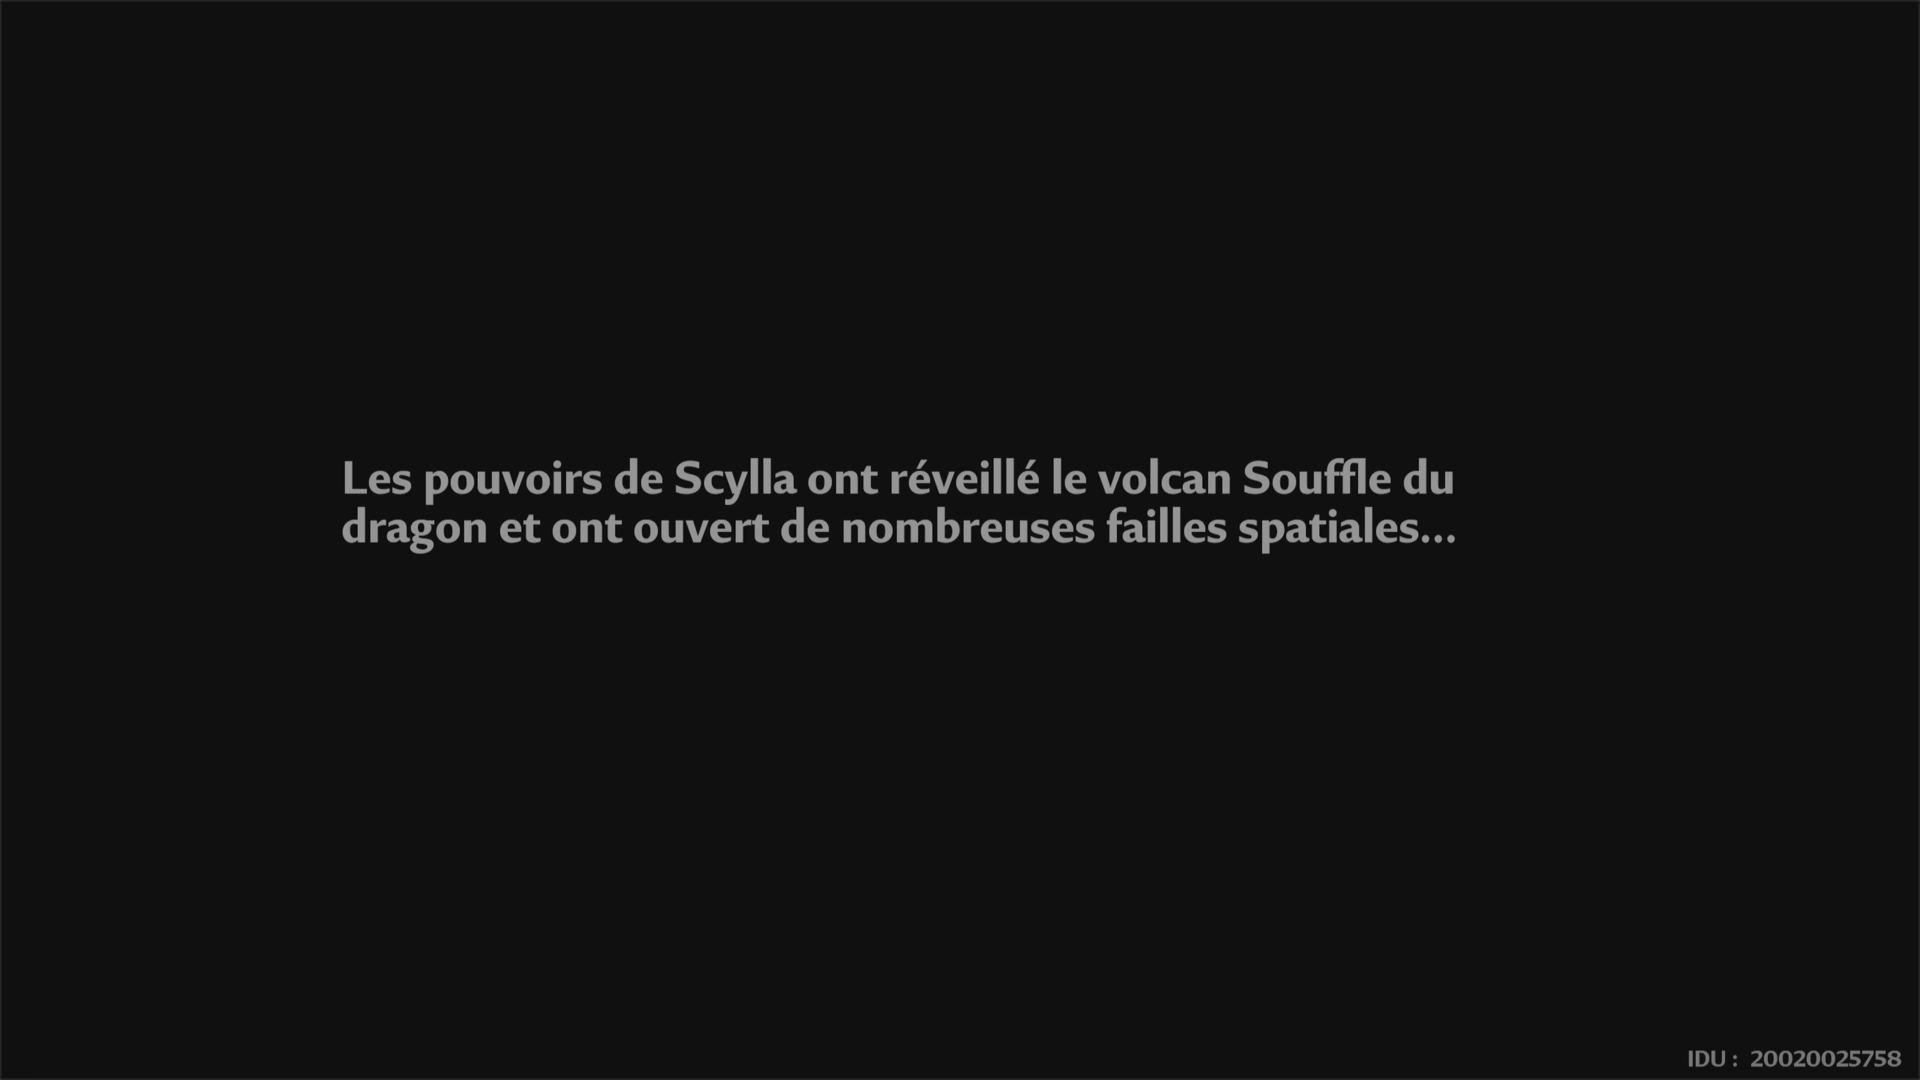 Les pouvoirs de Scylla ont réveillé le volcan Souffle du
dragon et ont ouvert de nombreuses failles spatiales...
IDU : 20020025758